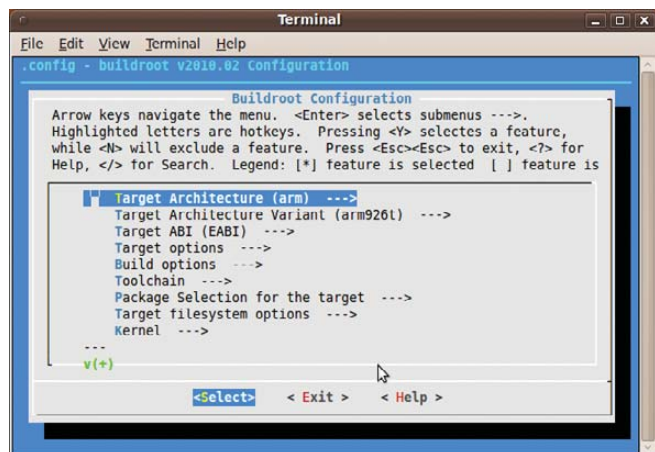 Terminal
File Edit View Terminal Help
.config - buildroot v2010.02 Configuration
Buildroot Configuration
Arrow keys navigate the menu. <Enter> selects submenus --->.
Highlighted letters are hotkeys. Pressing <Y> selectes a feature,
while <N> will exclude a feature. Press <Esc><Esc> to exit, <?> for
Help, </> for Search. Legend: [*] feature is selected [ ] feature is
Target Architecture (arm) --->
Target Architecture Variant (arm926t) --->
Target ABI (EABI) --->
Target options --->
Build options --->
Toolchain --->
Package Selection for the target --->
Target filesystem options --->
Kernel --->
---
v(+)
<Select> < Exit > < Help >